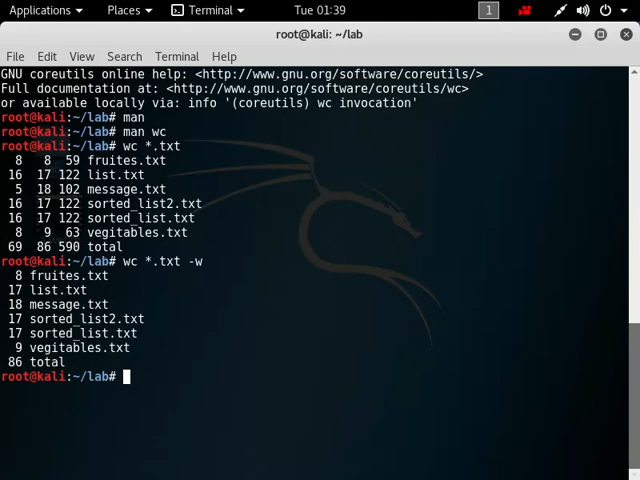 Applications Places Terminal Tue 01:39 1
root@kali: ~/lab
File Edit View Search Terminal Help
GNU coreutils online help: <http://www.gnu.org/software/coreutils/>
Full documentation at: <http://www.gnu.org/software/coreutils/wc>
or available locally via: info '(coreutils) wc invocation'
root@kali:~/lab# man
root@kali:~/lab# man wc
root@kali:~/lab# wc *.txt
8 8 59 fruites.txt
16 17 122 list.txt
5 18 102 message.txt
16 17 122 sorted_list2.txt
16 17 122 sorted_list.txt
8 9 63 vegitables.txt
69 86 590 total
root@kali:~/lab# wc *.txt -w
8 fruites.txt
17 list.txt
18 message.txt
17 sorted_list2.txt
17 sorted_list.txt
9 vegitables.txt
86 total
root@kali:~/lab#